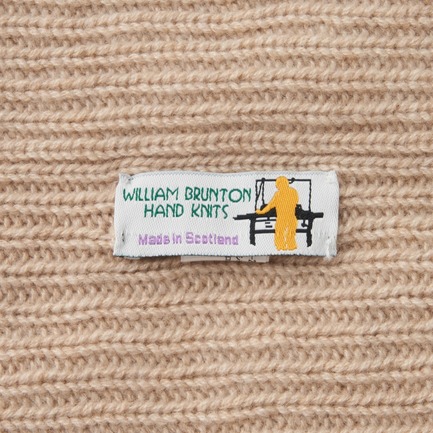 WILLIAM BRUNTON
HAND KNITS
Made in Scotland